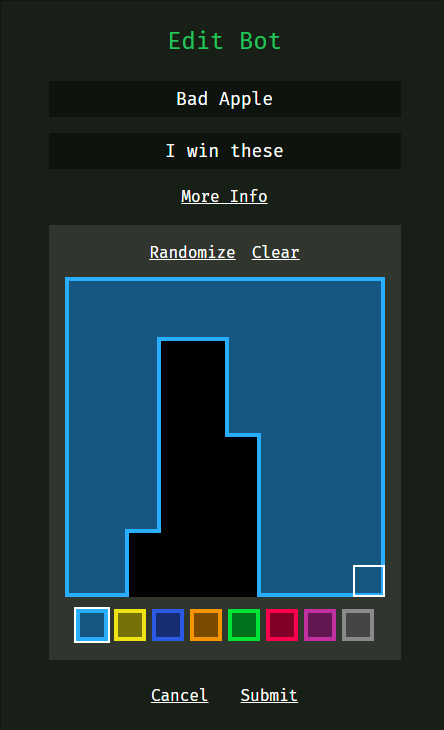 Edit Bot
Bad Apple
I win these
More Info
Randomize Clear
Cancel Submit